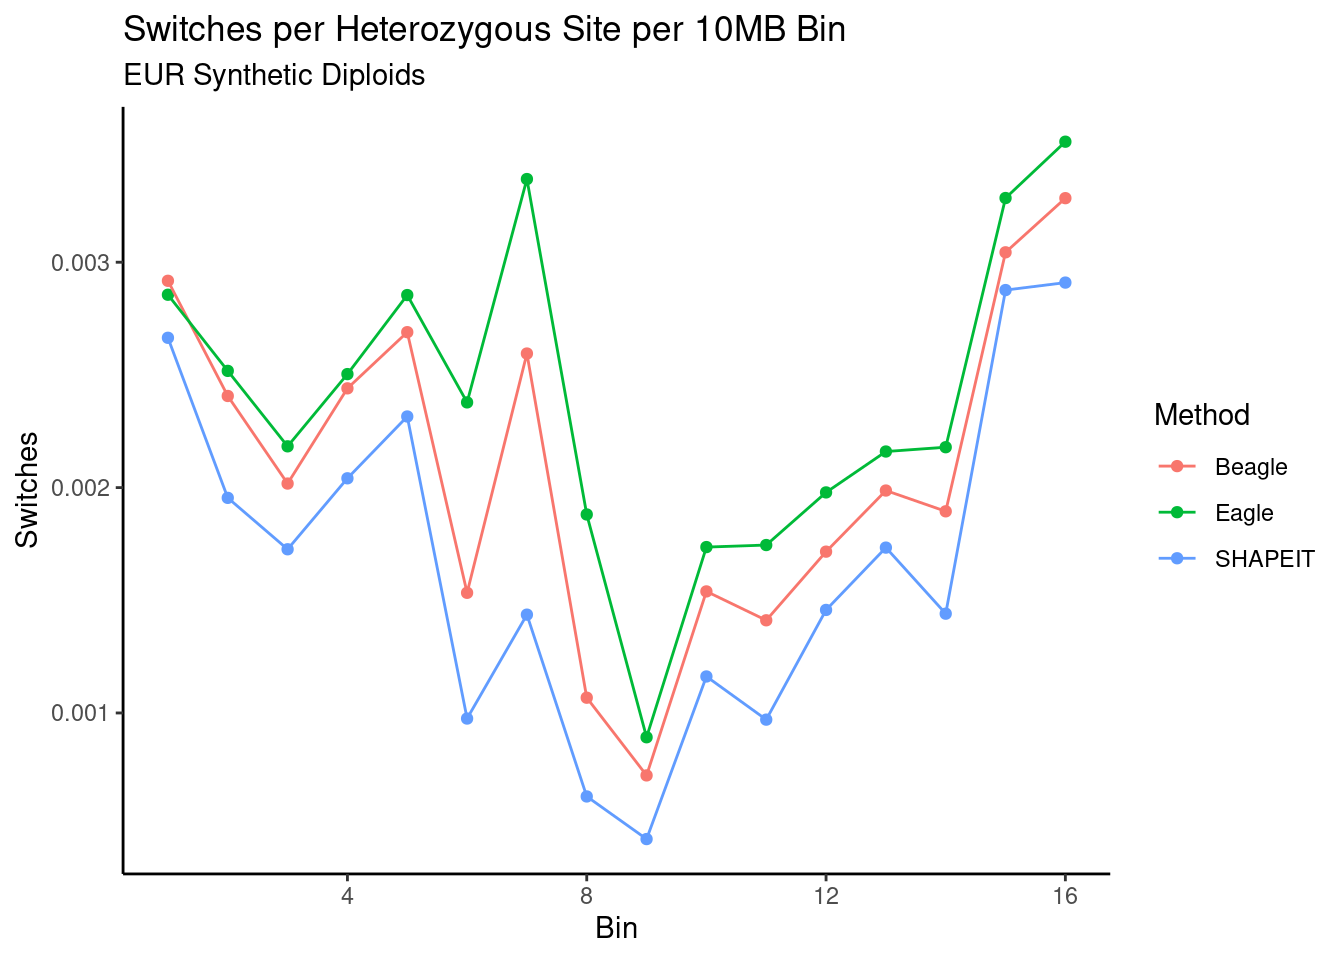 Switches per Heterozygous Site per 10MB Bin
EUR Synthetic Diploids
Switches
0.003
0.002
0.001
4 8 12 16
Bin
Method
Beagle
Eagle
SHAPEIT